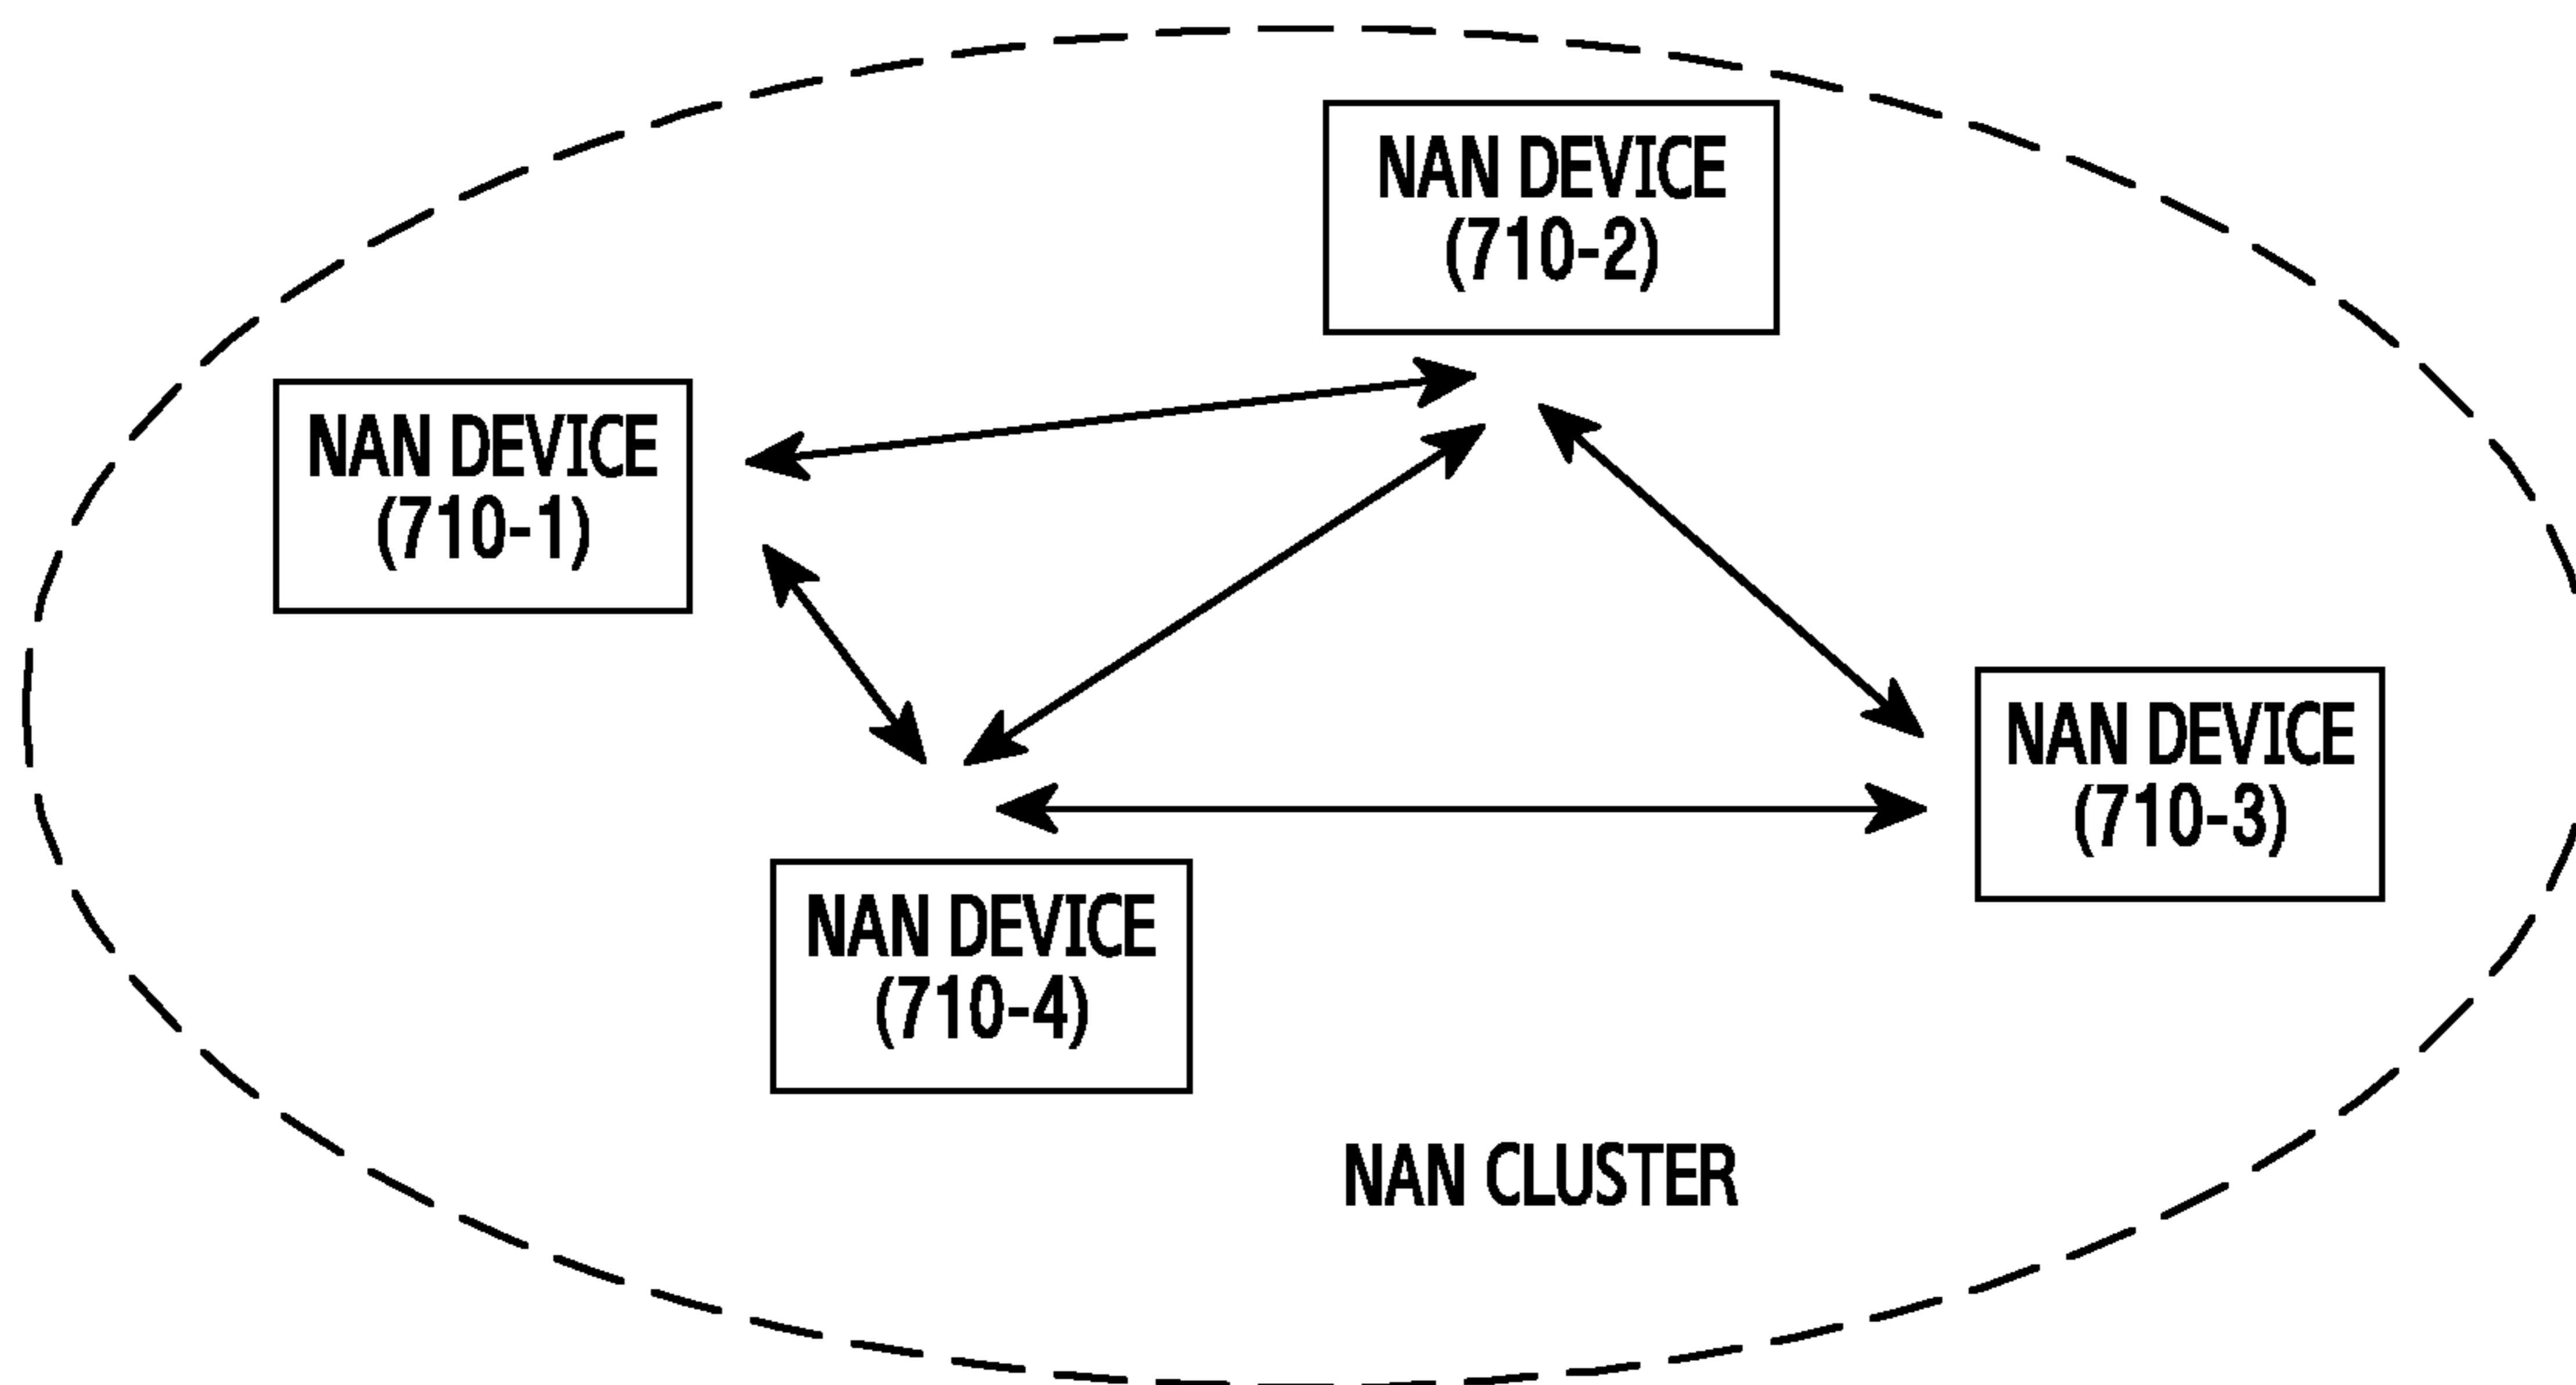 NAN DEVICE
(710-2)
NAN DEVICE
(710-1)
NAN DEVICE
(710-3)
NAN DEVICE
(710-4)
NAN CLUSTER